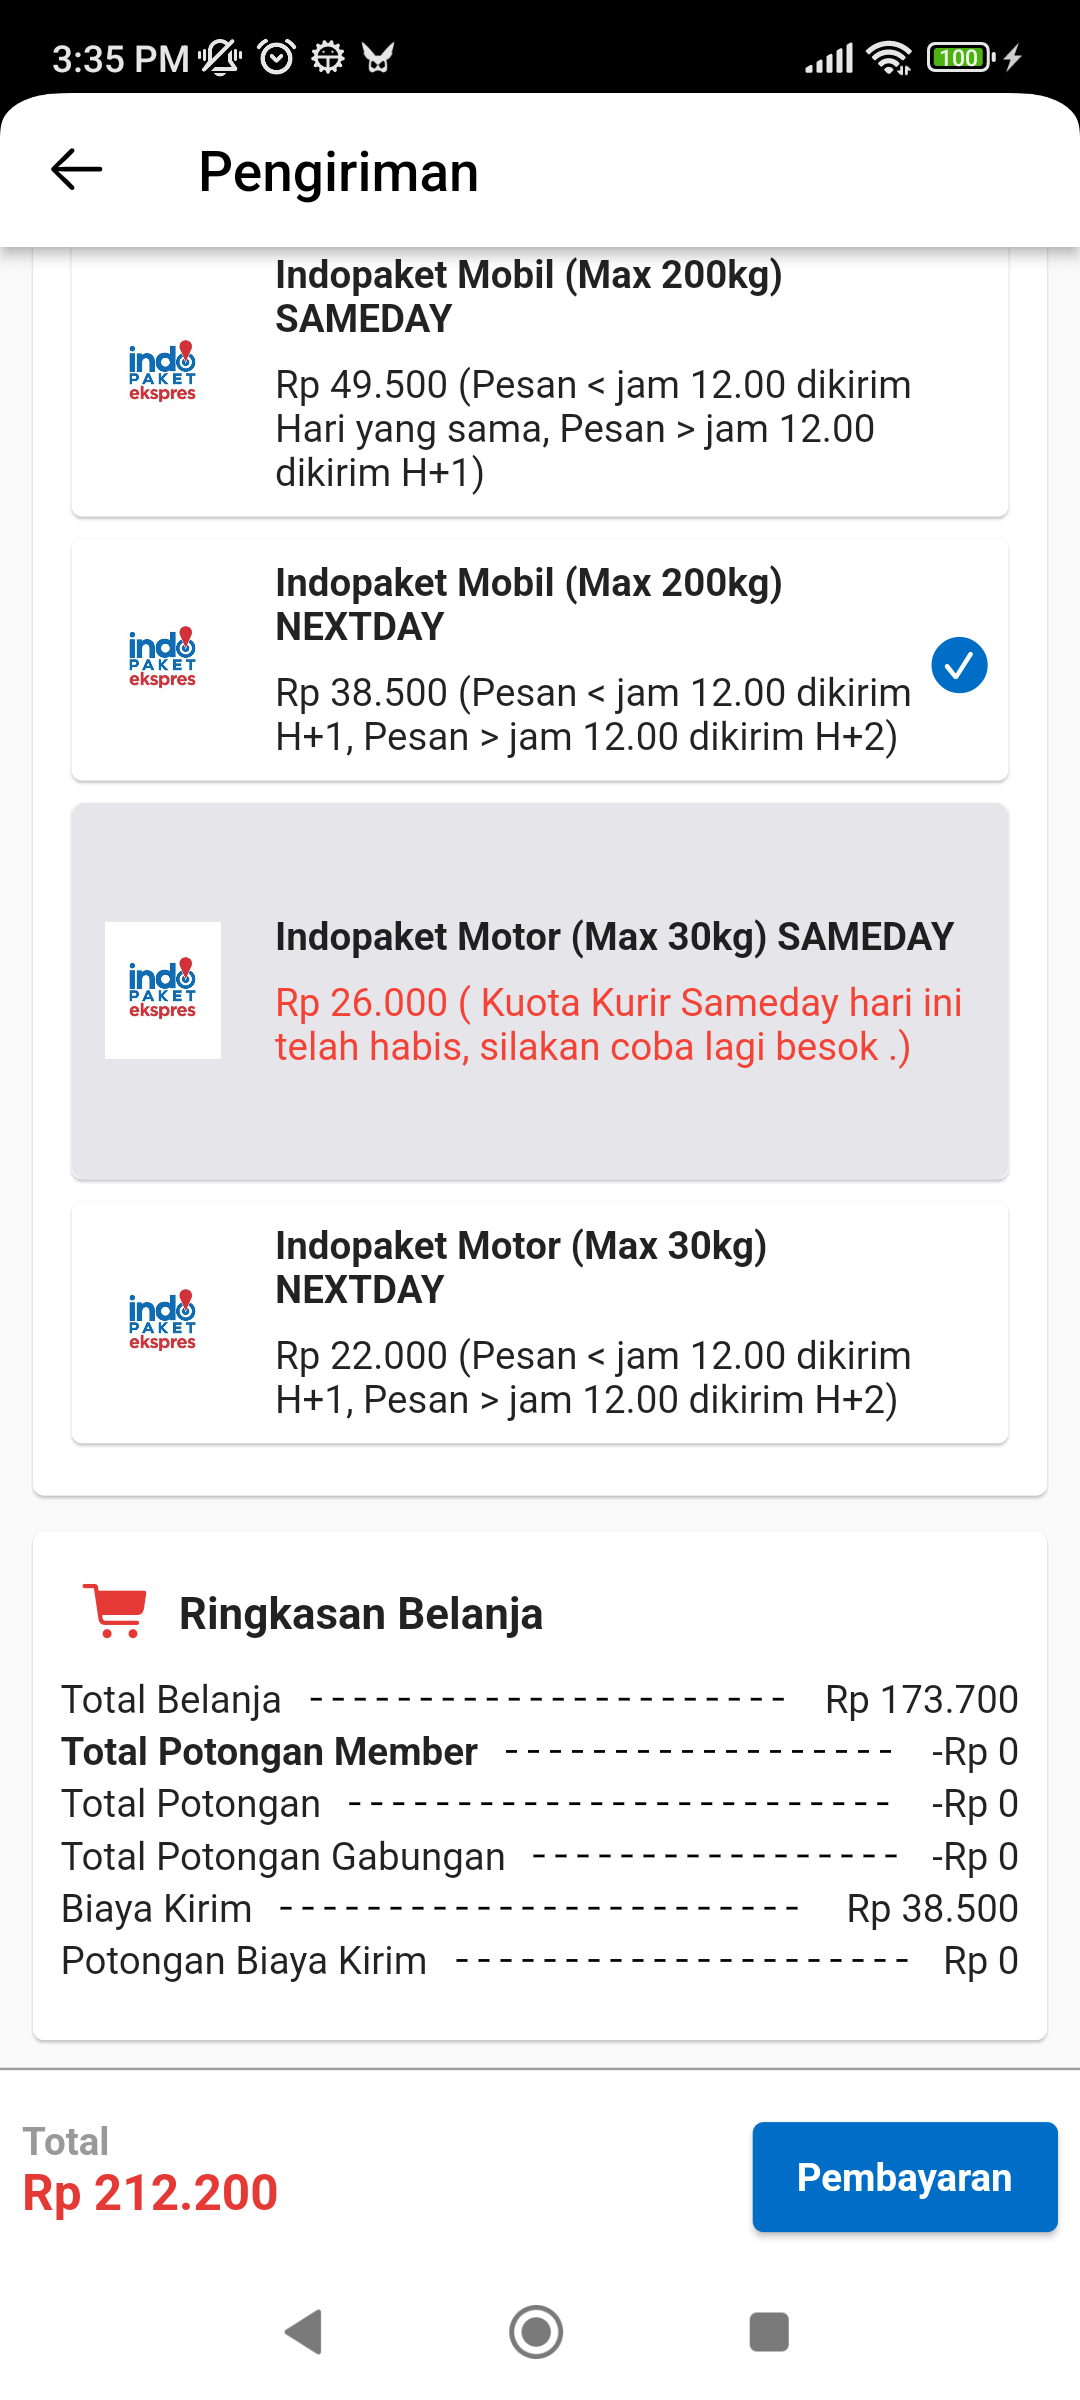 3:35 PM
100
Pengiriman
Indopaket Mobil (Max 200kg)
SAMEDAY
indo
PAKET
ekspres
Rp 49.500 (Pesan < jam 12.00 dikirim
Hari yang sama, Pesan > jam 12.00
dikirim H+1)
Indopaket Mobil (Max 200kg)
NEXTDAY
indo
PAKET
ekspres
Rp 38.500 (Pesan < jam 12.00 dikirim
H+1, Pesan > jam 12.00 dikirim H+2)
Indopaket Motor (Max 30kg) SAMEDAY
indo
PAKET
ekspres
Rp 26.000 ( Kuota Kurir Sameday hari ini
telah habis, silakan coba lagi besok .)
Indopaket Motor (Max 30kg)
NEXTDAY
indo
PAKET
ekspres
Rp 22.000 (Pesan < jam 12.00 dikirim
H+1, Pesan > jam 12.00 dikirim H+2)
Ringkasan Belanja
Total Belanja ---------------------- Rp 173.700
Total Potongan Member ------------------ -Rp 0
Total Potongan ------------------------- -Rp 0
Total Potongan Gabungan ----------------- -Rp 0
Biaya Kirim ------------------------ Rp 38.500
Potongan Biaya Kirim --------------------- Rp 0
Total
Rp 212.200
Pembayaran